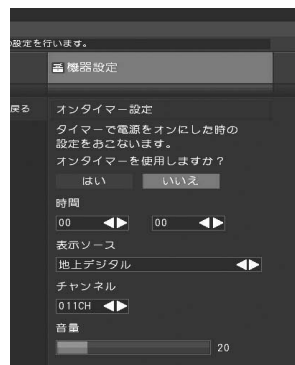 の設定を行います。
機器設定
戻る
オンタイマー設定
タイマーで電源をオンにした時の
設定をおこないます。
オンタイマーを使用しますか？
はい いいえ
時間
00 00
表示ソース
地上デジタル
チャンネル
011CH
音量
20